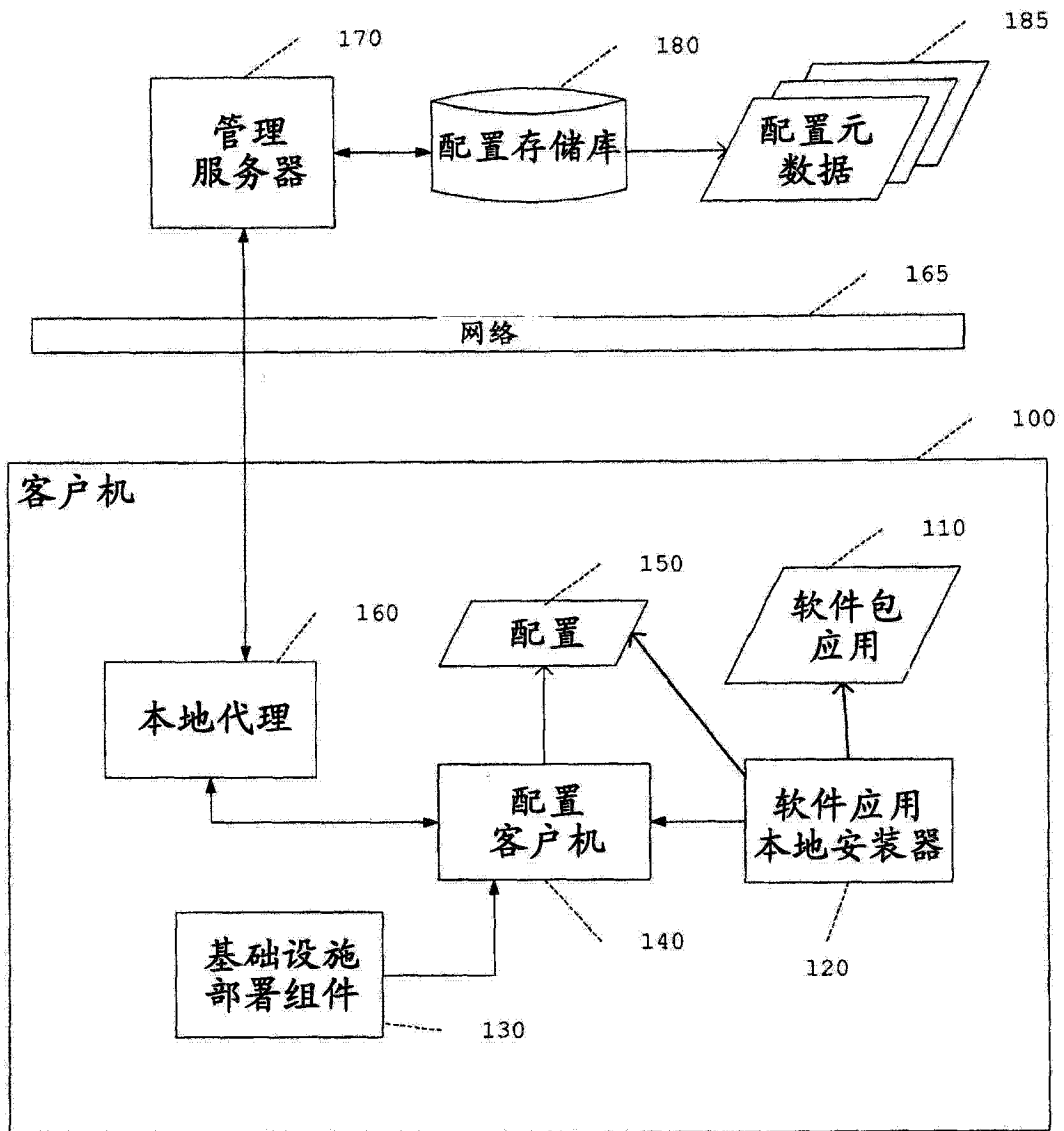 170
180
185
管理
服务器
配置存储库
配置元
数据
165
网络
100
客户机
110
150
软件包
应用
160
配置
本地代理
配置
客户机
软件应用
本地安装器
140
120
基础设施
部署组件
130